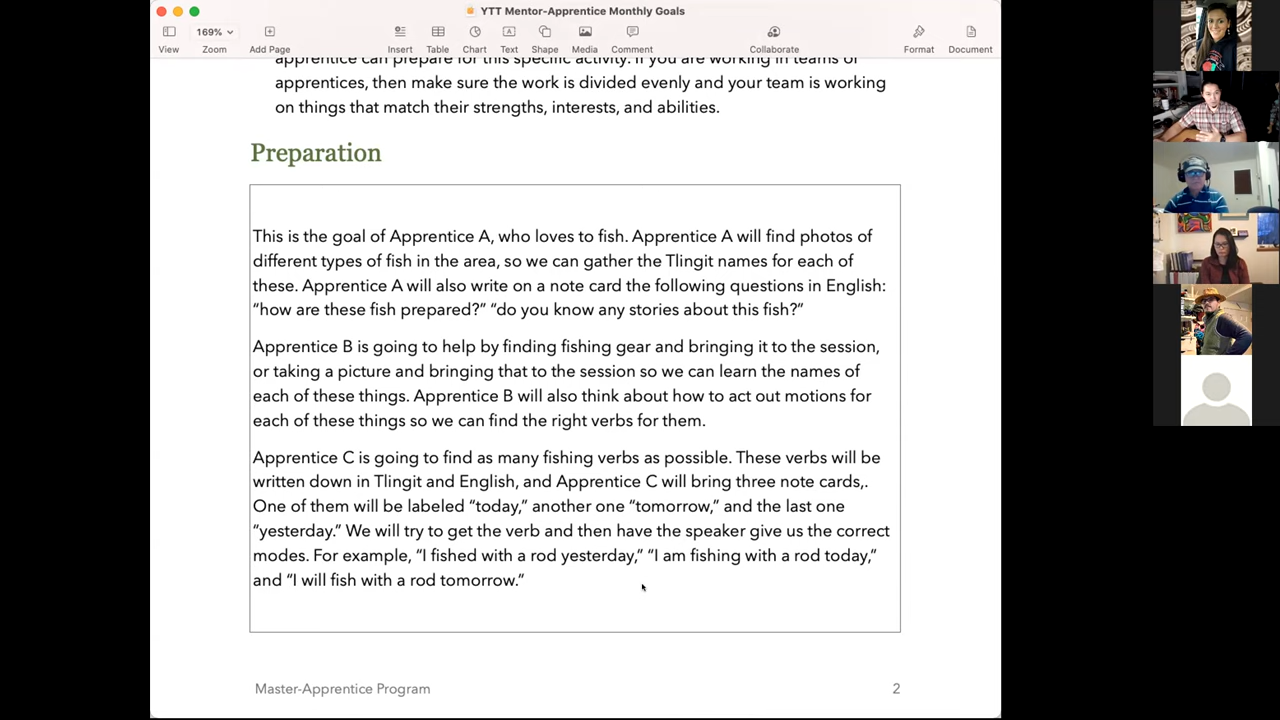 YTT Mentor-Apprentice Monthly Goals
169%
View
Zoom
Add Page
Insert
Table
Chart
Text
Shape
Media
Comment
Collaborate
Format
Document
apprentice can prepare for this specific activity. If you are working in teams of
apprentices, then make sure the work is divided evenly and your team is working
on things that match their strengths, interests, and abilities.
Preparation
This is the goal of Apprentice A, who loves to fish. Apprentice A will find photos of
different types of fish in the area, so we can gather the Tlingit names for each of
these. Apprentice A will also write on a note card the following questions in English:
“how are these fish prepared?” “do you know any stories about this fish?”
Apprentice B is going to help by finding fishing gear and bringing it to the session,
or taking a picture and bringing that to the session so we can learn the names of
each of these things. Apprentice B will also think about how to act out motions for
each of these things so we can find the right verbs for them.
Apprentice C is going to find as many fishing verbs as possible. These verbs will be
written down in Tlingit and English, and Apprentice C will bring three note cards,.
One of them will be labeled “today,” another one “tomorrow,” and the last one
“yesterday.” We will try to get the verb and then have the speaker give us the correct
modes. For example, “I fished with a rod yesterday,” “I am fishing with a rod today,”
and “I will fish with a rod tomorrow.”
Master-Apprentice Program
2